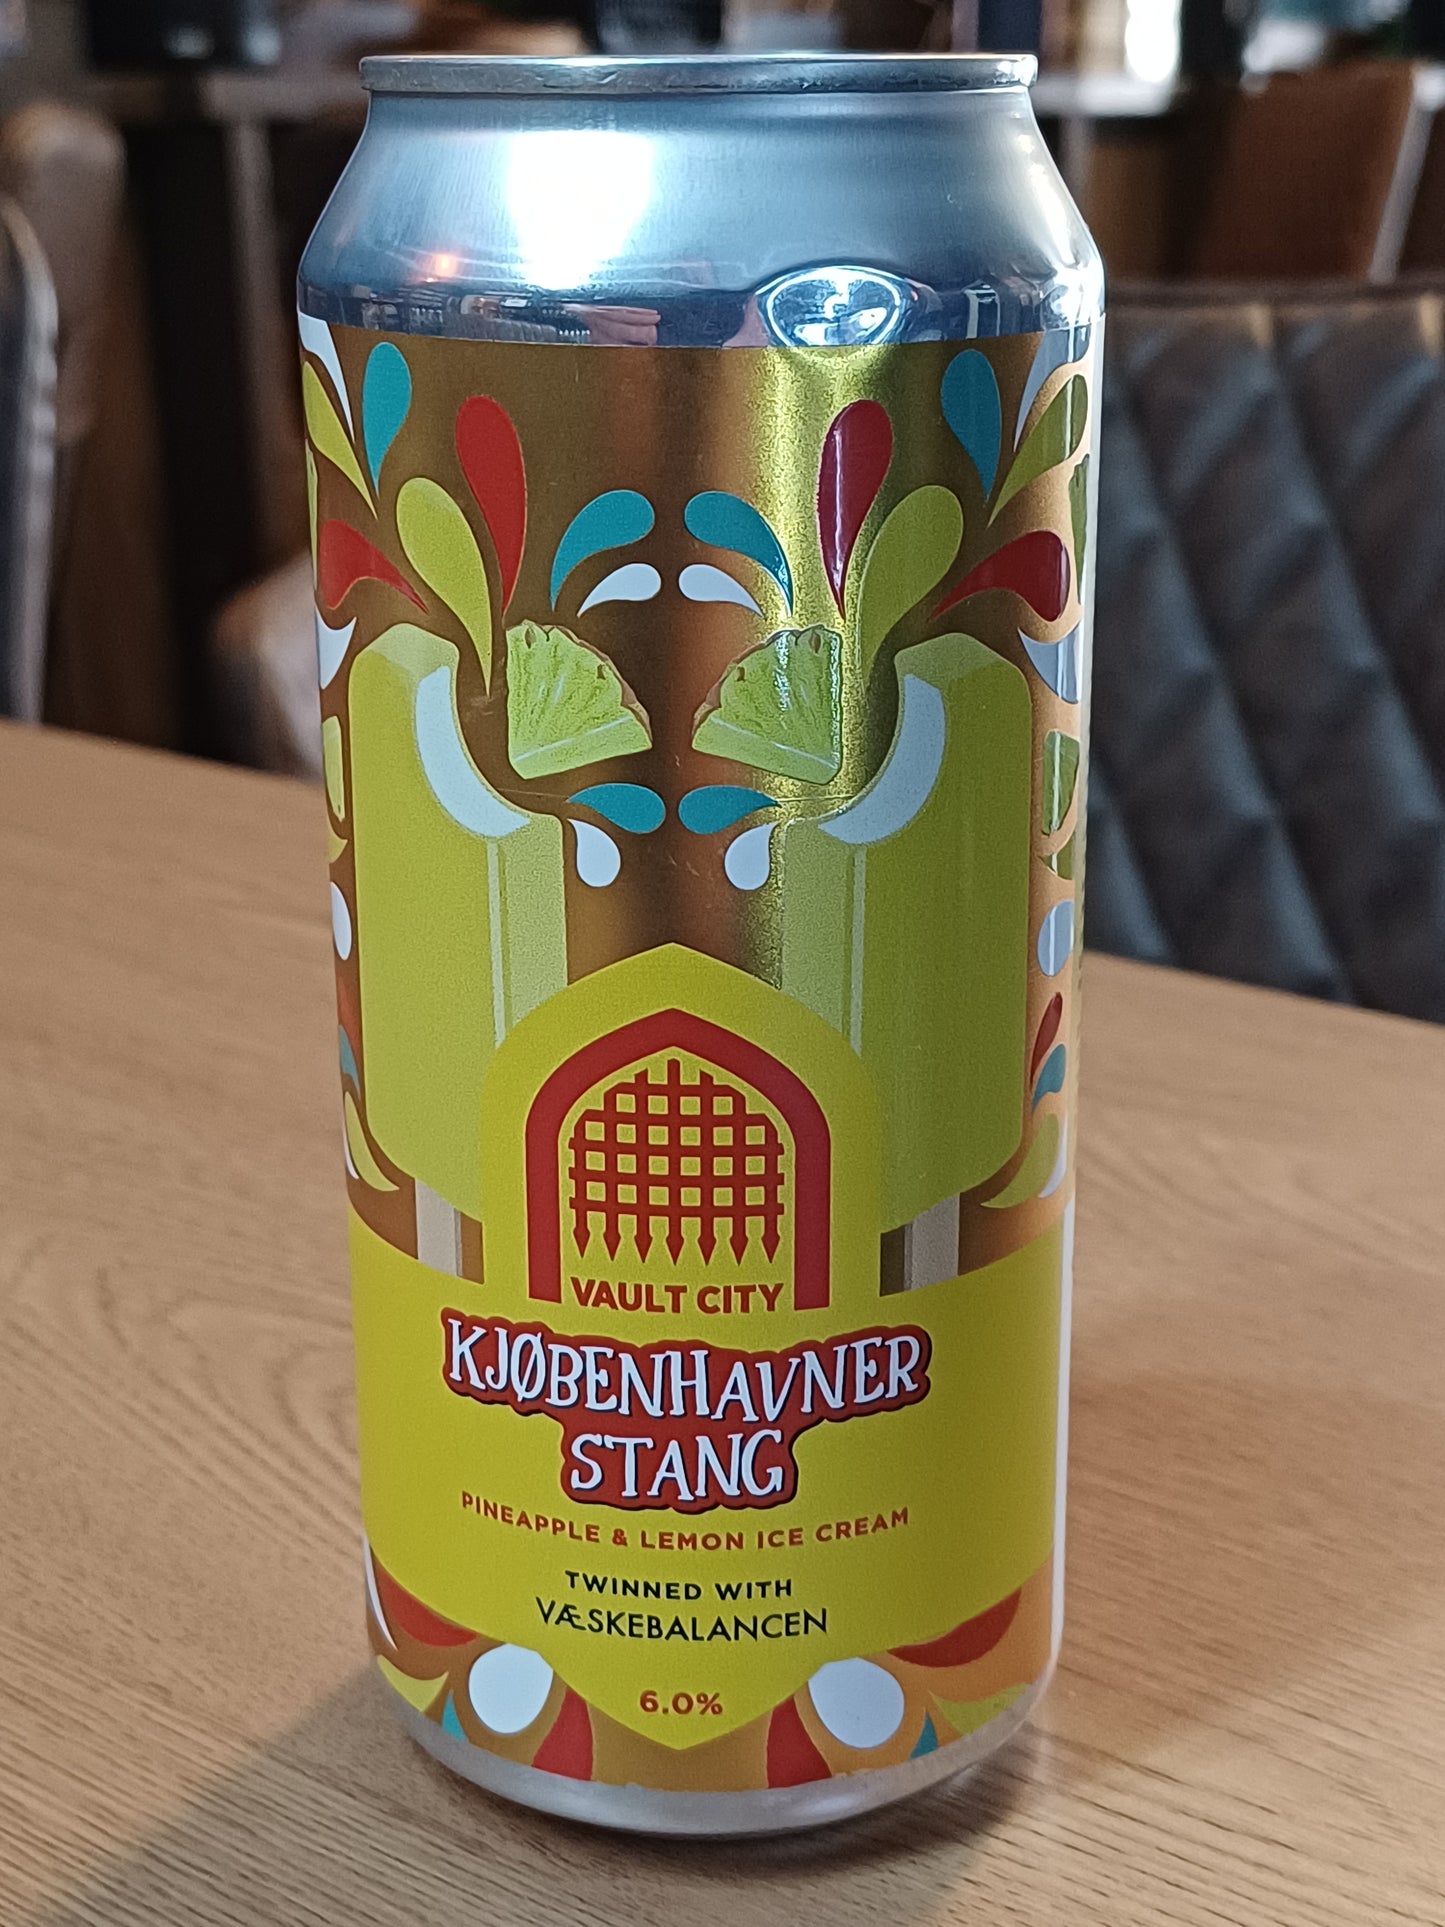 VAULT CITY
KJØBENHAVNER
STANG
PINEAPPLE & LEMON ICE CREAM
TWINNED WITH
VÆSKEBALANCEN
6.0%